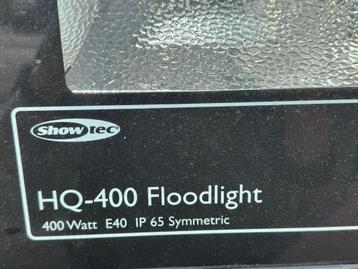 Showtec
HQ-400 Floodlight
400 Watt E40 IP 65 Symmetric